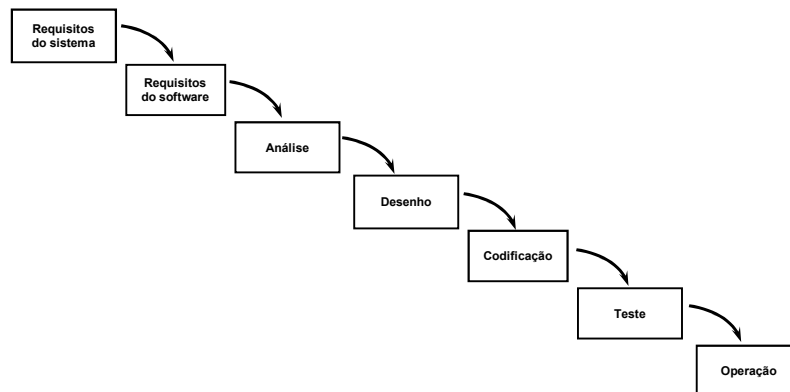 Requisitos
do sistema
Requisitos
do software
Análise
Desenho
Codificação
Teste
Operação